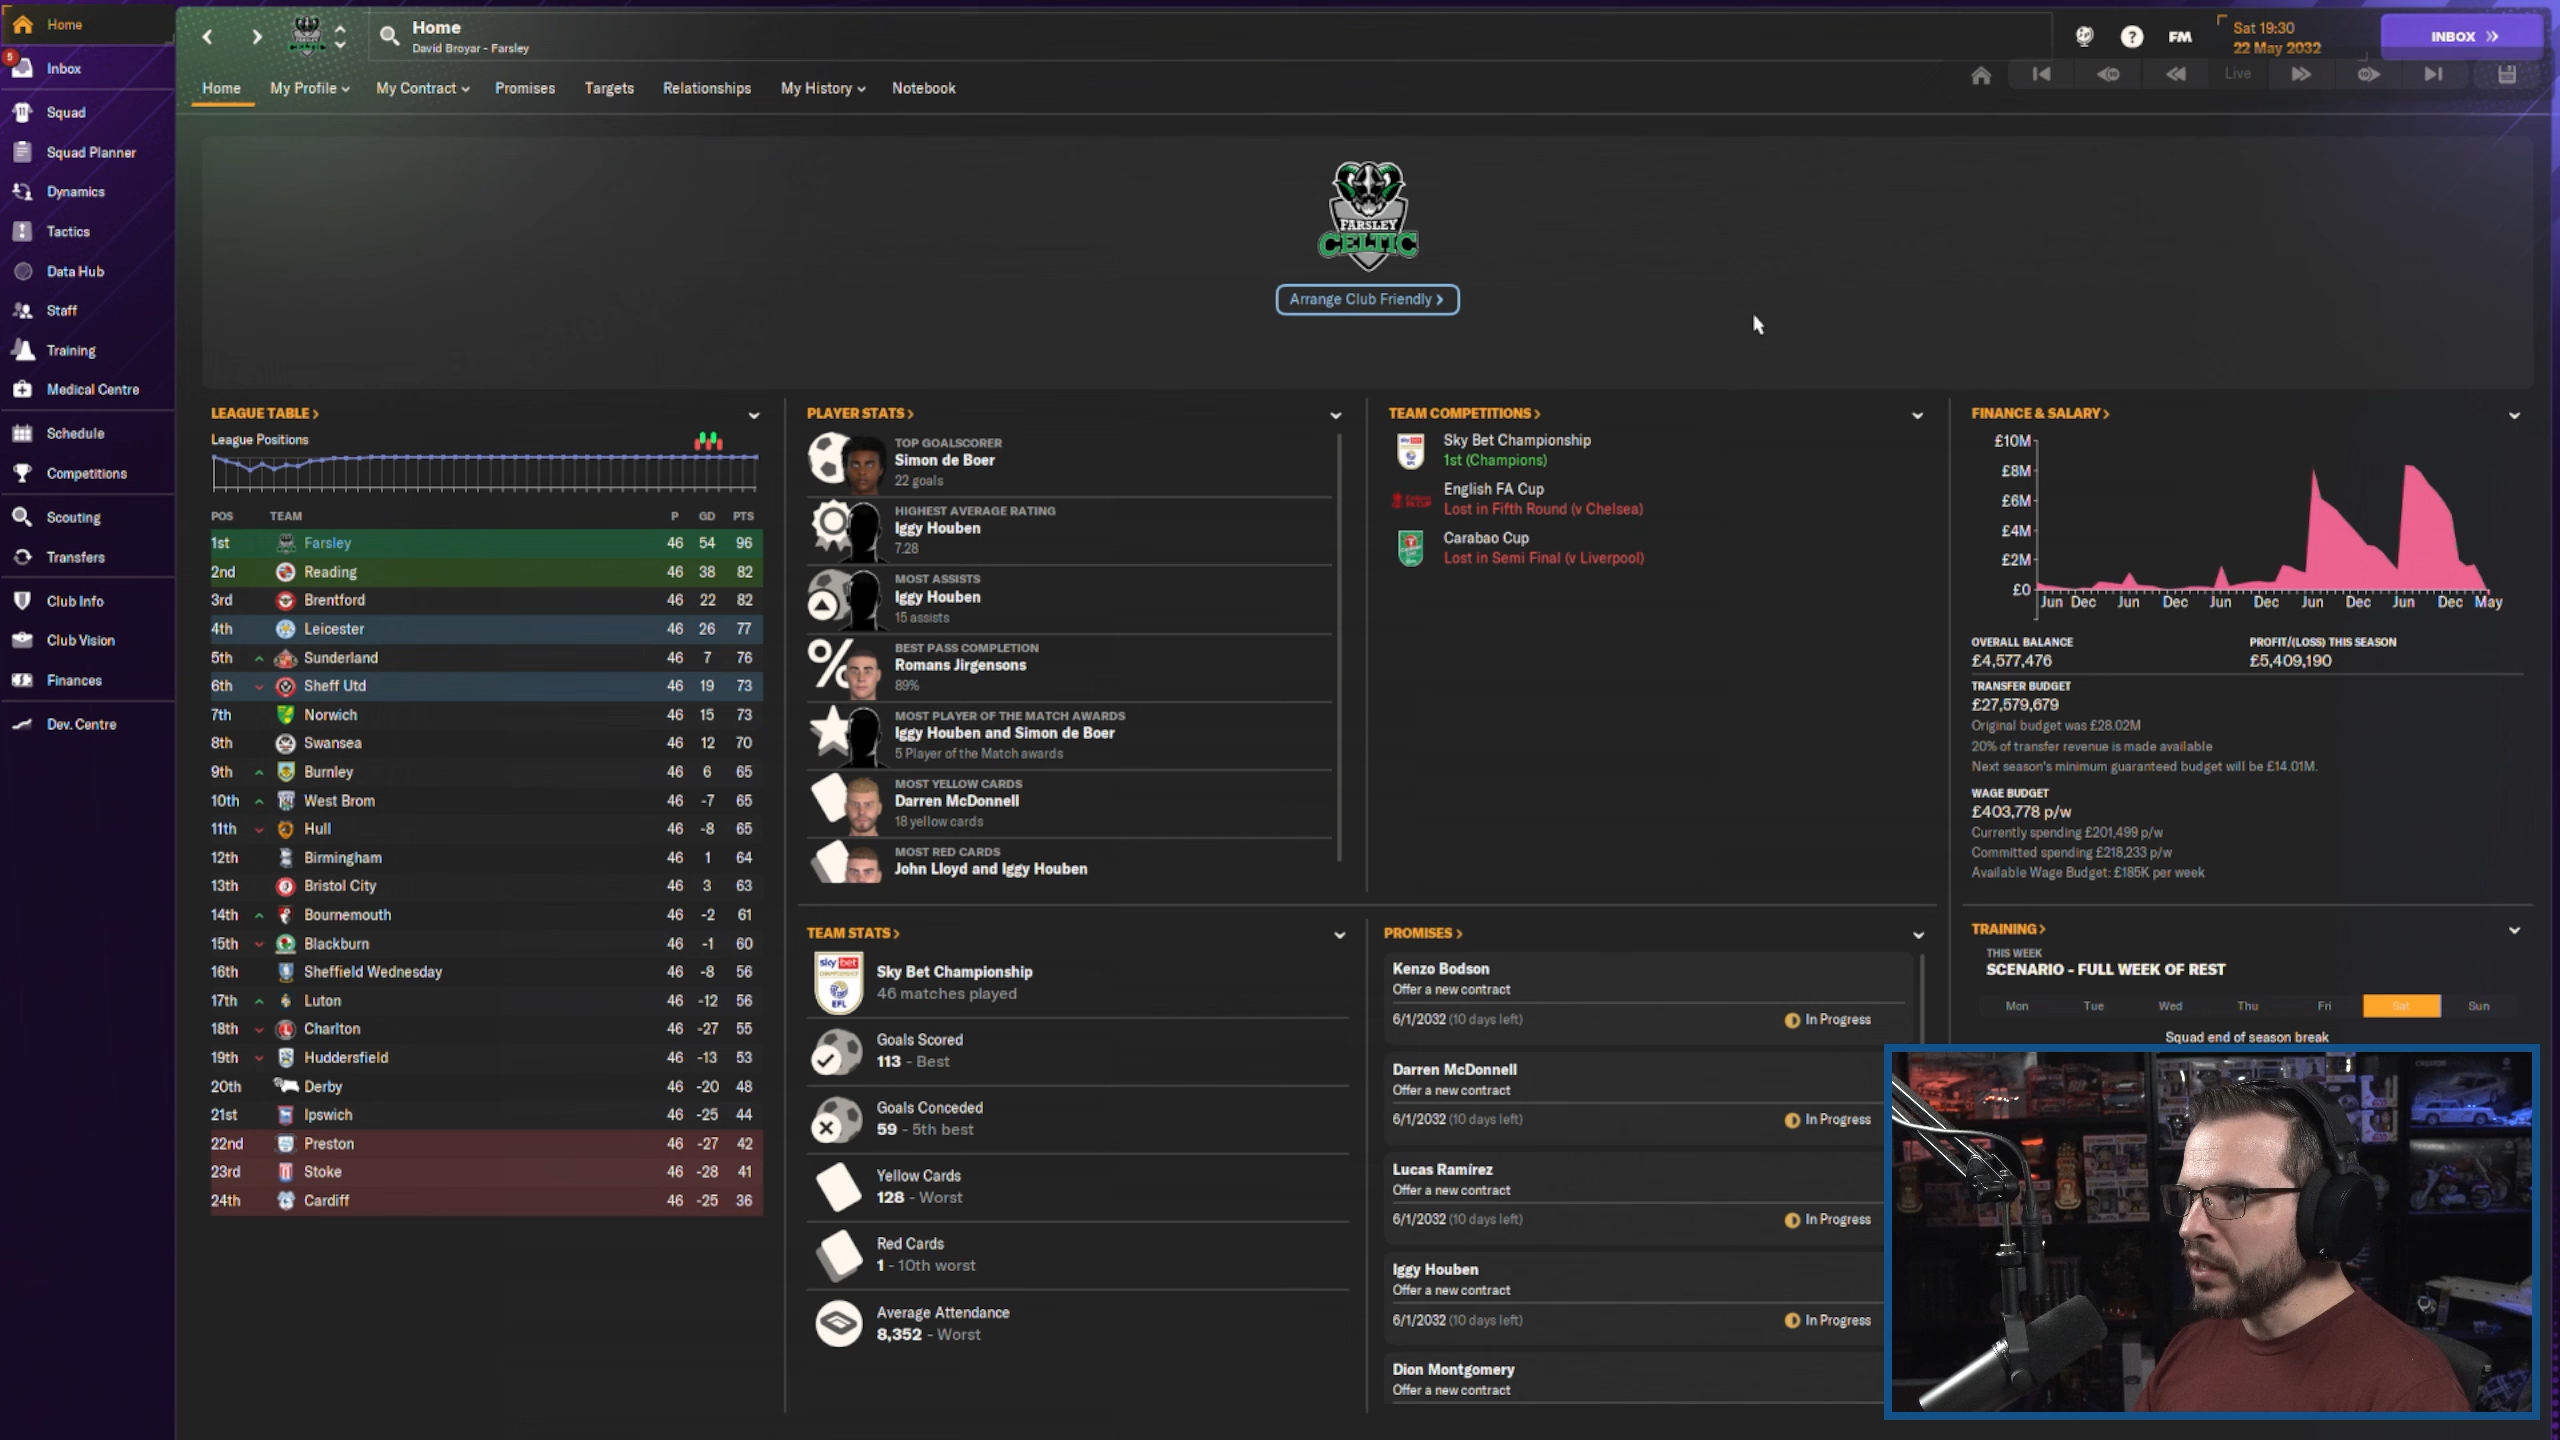 Home
5
Inbox
Squad
Squad Planner
Dynamics
Tactics
Data Hub
Staff
Training
Medical Centre
Schedule
Competitions
Scouting
Transfers
Club Info
Club Vision
Finances
Dev. Centre
Home
David Broyar - Farsley
FM
Sat 19:30
22 May 2032
INBOX
Live
Home
My Profile
My Contract
Promises
Targets
Relationships
My History
Notebook
FARSLEY
CELTIC
Arrange Club Friendly >
LEAGUE TABLE >
League Positions
POS TEAM P GD PTS
1st Farsley 46 54 96
2nd Reading 46 38 82
3rd Brentford 46 22 82
4th Leicester 46 26 77
5th Sunderland 46 7 76
6th Sheff Utd 46 19 73
7th Norwich 46 15 73
8th Swansea 46 12 70
9th Burnley 46 6 65
10th West Brom 46 -7 65
11th Hull 46 -8 65
12th Birmingham 46 1 64
13th Bristol City 46 3 63
14th Bournemouth 46 -2 61
15th Blackburn 46 -1 60
16th Sheffield Wednesday 46 -8 56
17th Luton 46 -12 56
18th Charlton 46 -27 55
19th Huddersfield 46 -13 53
20th Derby 46 -20 48
21st Ipswich 46 -25 44
22nd Preston 46 -27 42
23rd Stoke 46 -28 41
24th Cardiff 46 -25 36
PLAYER STATS >
TOP GOALSCORER
Simon de Boer
22 goals
HIGHEST AVERAGE RATING
Iggy Houben
7.28
MOST ASSISTS
Iggy Houben
15 assists
BEST PASS COMPLETION
Romans Jirgensons
89%
MOST PLAYER OF THE MATCH AWARDS
Iggy Houben and Simon de Boer
5 Player of the Match awards
MOST YELLOW CARDS
Darren McDonnell
18 yellow cards
MOST RED CARDS
John Lloyd and Iggy Houben
TEAM STATS >
sky bet
EFL
Sky Bet Championship
46 matches played
Goals Scored
113 - Best
Goals Conceded
59 - 5th best
Yellow Cards
128 - Worst
Red Cards
1 - 10th worst
Average Attendance
8,352 - Worst
TEAM COMPETITIONS >
Sky Bet Championship
1st (Champions)
English FA Cup
Lost in Fifth Round (v Chelsea)
Carabao Cup
Lost in Semi Final (v Liverpool)
PROMISES >
Kenzo Bodson
Offer a new contract
6/1/2032 (10 days left) In Progress
Darren McDonnell
Offer a new contract
6/1/2032 (10 days left) In Progress
Lucas Ramírez
Offer a new contract
6/1/2032 (10 days left) In Progress
Iggy Houben
Offer a new contract
6/1/2032 (10 days left) In Progress
Dion Montgomery
Offer a new contract
FINANCE & SALARY >
£10M
£8M
£6M
£4M
£2M
£0
Jun Dec Jun Dec Jun Dec Jun Dec Jun Dec May
OVERALL BALANCE
£4,577,476
PROFIT/(LOSS) THIS SEASON
£5,409,190
TRANSFER BUDGET
£27,579,679
Original budget was £28.02M
20% of transfer revenue is made available
Next season's minimum guaranteed budget will be £14.01M.
WAGE BUDGET
£403,778 p/w
Currently spending £201,499 p/w
Committed spending £218,233 p/w
Available Wage Budget: £185K per week
TRAINING >
THIS WEEK
SCENARIO - FULL WEEK OF REST
Mon Tue Wed Thu Fri Sat Sun
Squad end of season break